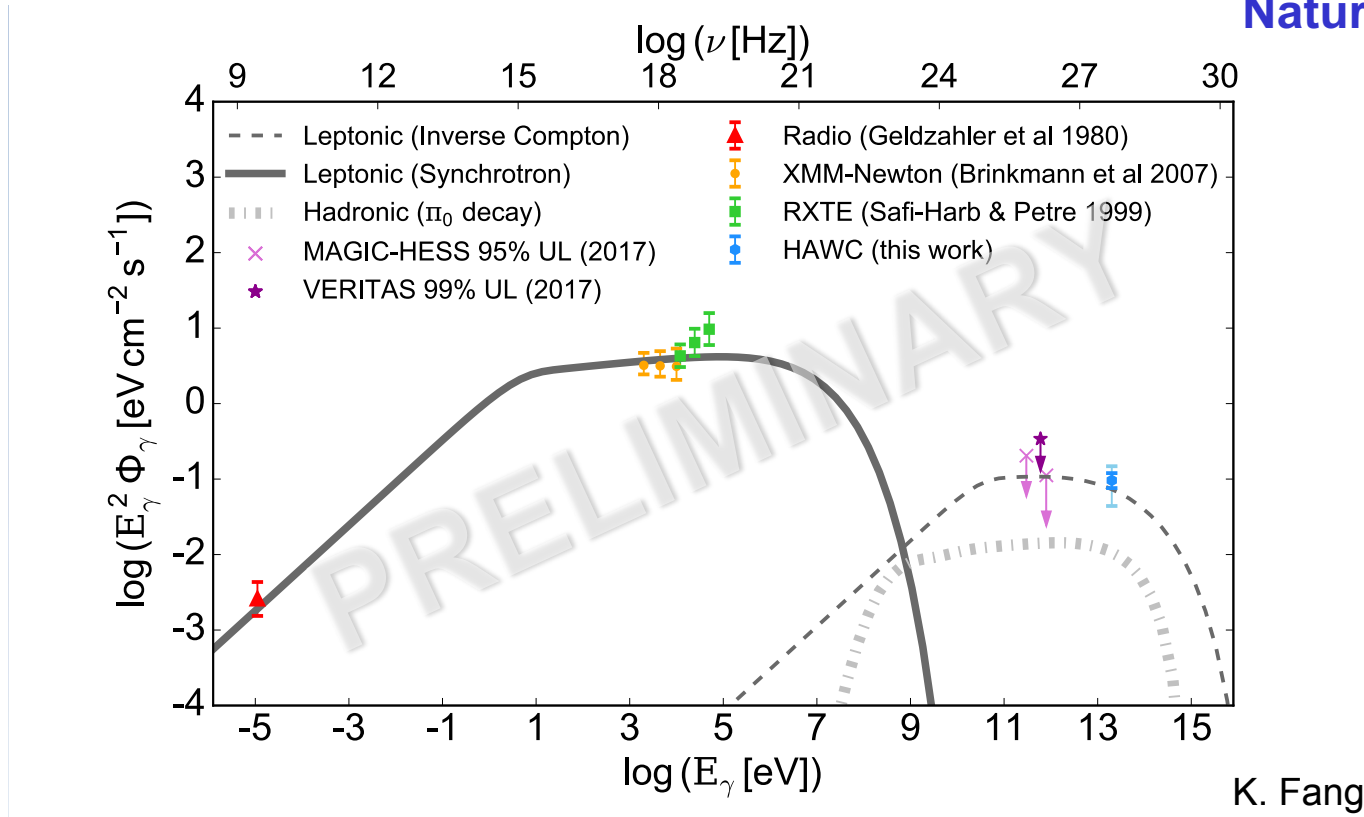 Natur
log (ν [Hz])
9 12 15 18 21 24 27 30
4
3
2
1
0
-1
-2
-3
-4
log (E²γ Φγ [eV cm⁻² s⁻¹])
Leptonic (Inverse Compton)
Leptonic (Synchrotron)
Hadronic (π₀ decay)
MAGIC-HESS 95% UL (2017)
VERITAS 99% UL (2017)
Radio (Geldzahler et al 1980)
XMM-Newton (Brinkmann et al 2007)
RXTE (Safi-Harb & Petre 1999)
HAWC (this work)
PRELIMINARY
-5 -3 -1 1 3 5 7 9 11 13 15
log (Eγ [eV])
K. Fang